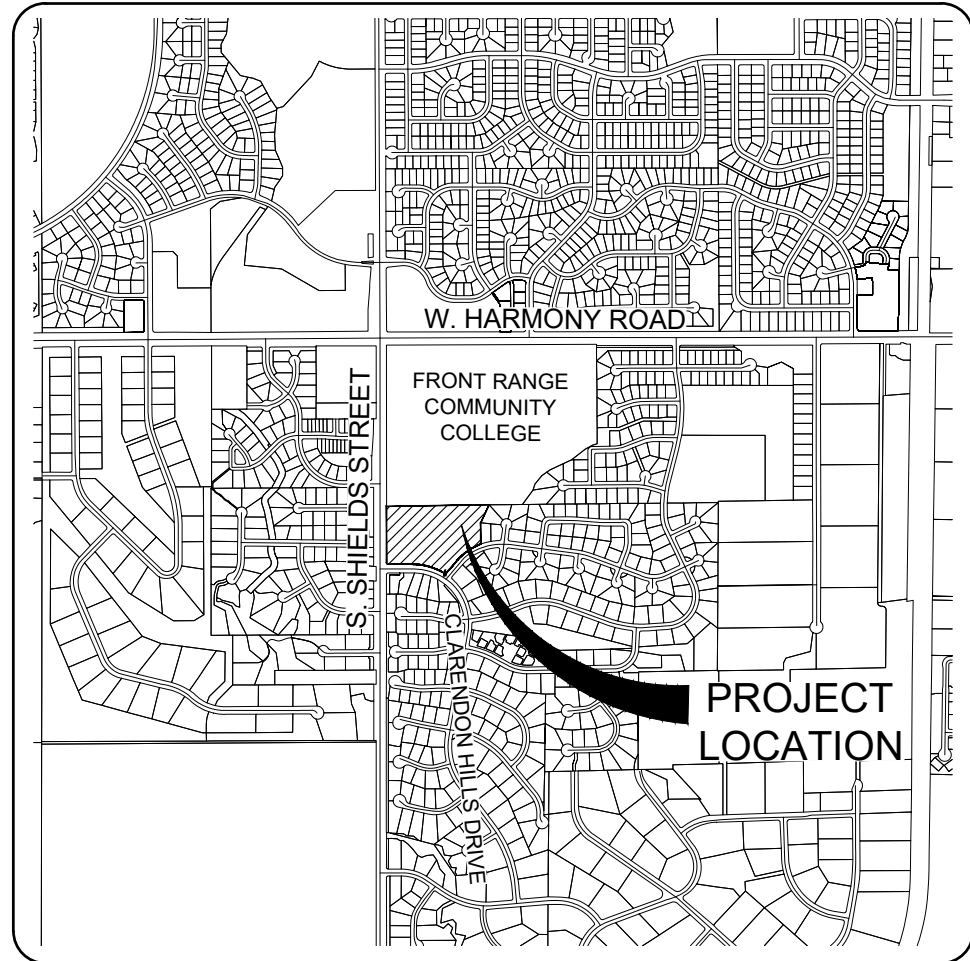 W. HARMONY ROAD
FRONT RANGE
COMMUNITY
COLLEGE
S. SHIELDS STREET
CLARENDON HILLS DRIVE
PROJECT
LOCATION